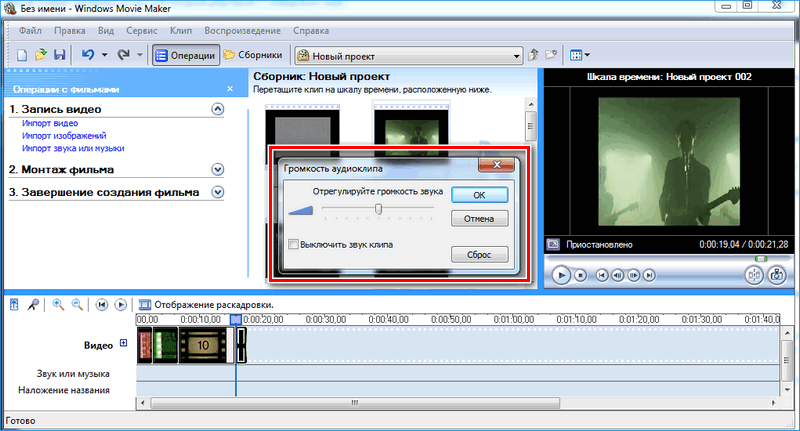 Без имени - Windows Movie Maker
Файл Правка Вид Сервис Клип Воспроизведение Справка
Операции Сборники Новый проект
Операции с фильмами
1. Запись видео
Импорт видео
Импорт изображений
Импорт звука или музыки
2. Монтаж фильма
3. Завершение создания фильма
Сборник: Новый проект
Перетащите клип на шкалу времени, расположенную ниже.
Громкость аудиоклипа
Отрегулируйте громкость звука
OK
Отмена
Выключить звук клипа
Сброс
Шкала времени: Новый проект 002
Приостановлено 0:00:19,04 / 0:00:21,28
Отображение раскадровки.
00,00 0:00:10,00 0:00:20,00 0:00:30,00 0:00:40,00 0:00:50,00 0:01:00,00 0:01:10,00 0:01:20,00 0:01:30,00 0:01:40,0
Видео
10
Звук или музыка
Наложение названия
Готово